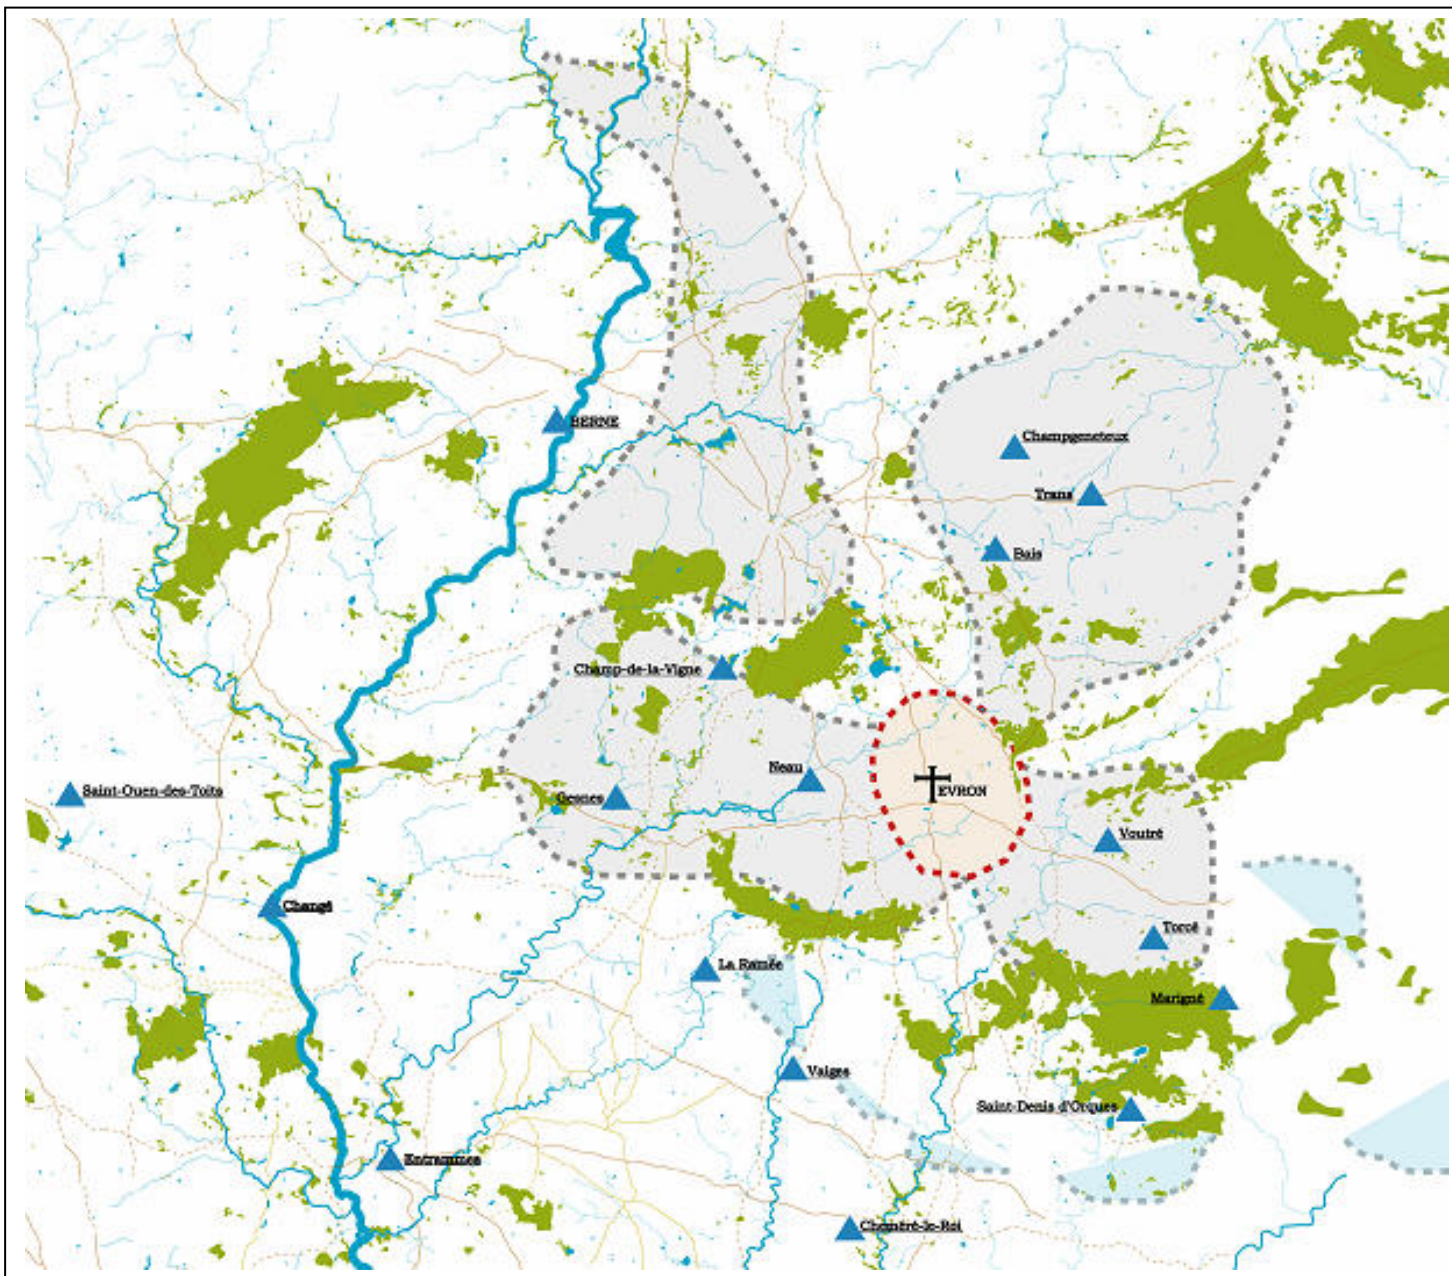 BERNE
Champgeneteux
Trans
Bais
Champ-de-la-Vigne
Neau
Gesnes
EVRON
Saint-Ouen-des-Toits
Voutré
Changé
Torcé
La Ramée
Marigné
Vaiges
Saint-Denis d'Orques
Entrammes
Cheméré-le-Roi